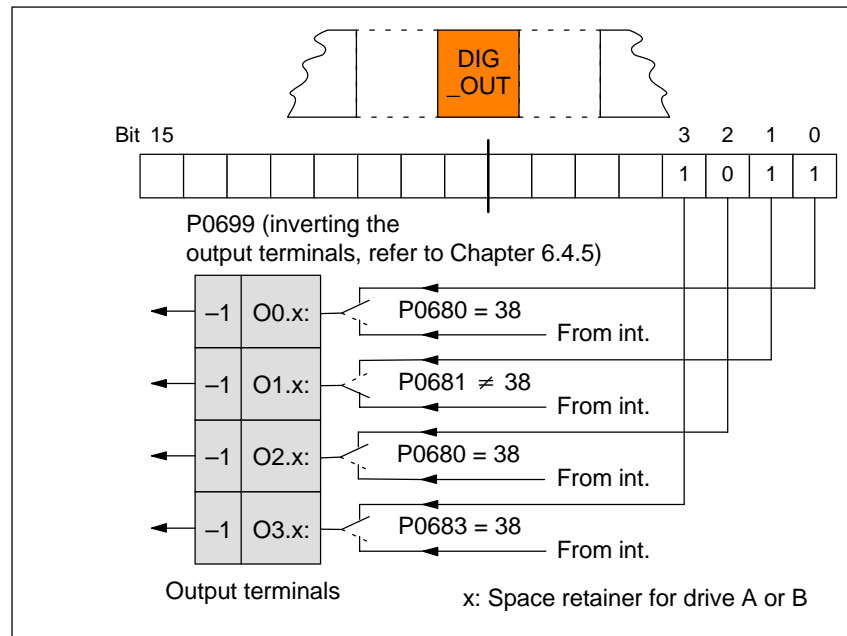 DIG
_OUT
Bit 15 3 2 1 0
1 0 1 1
P0699 (inverting the
output terminals, refer to Chapter 6.4.5)
–1 O0.x: P0680 = 38
From int.
–1 O1.x: P0681 ≠ 38
From int.
–1 O2.x: P0680 = 38
From int.
–1 O3.x: P0683 = 38
From int.
Output terminals
x: Space retainer for drive A or B